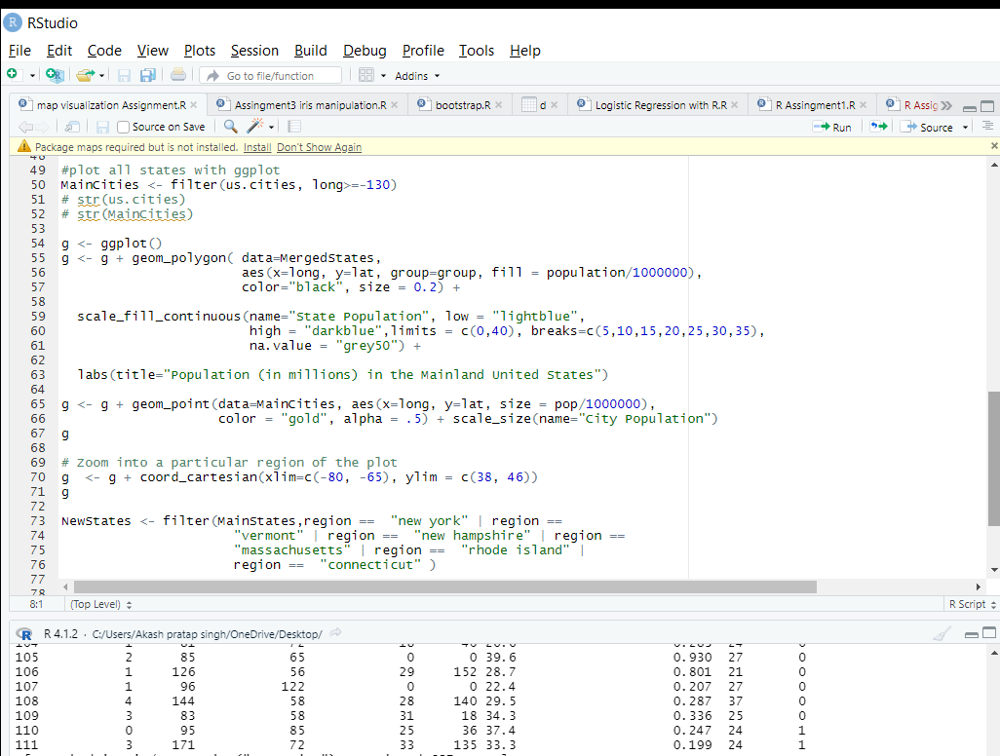 RStudio
File Edit Code View Plots Session Build Debug Profile Tools Help
Go to file/function Addins
map visualization Assignment.R Assingment3 iris manipulation.R bootstrap.R d Logistic Regression with R.R R Assingment1.R R Assig
Source on Save Run Source
Package maps required but is not installed. Install Don't Show Again
48
49 #plot all states with ggplot
50 MainCities <- filter(us.cities, long>=-130)
51 # str(us.cities)
52 # str(MainCities)
53
54 g <- ggplot()
55 g <- g + geom_polygon( data=MergedStates,
56 aes(x=long, y=lat, group=group, fill = population/1000000),
57 color="black", size = 0.2) +
58
59 scale_fill_continuous(name="State Population", low = "lightblue",
60 high = "darkblue",limits = c(0,40), breaks=c(5,10,15,20,25,30,35),
61 na.value = "grey50") +
62
63 labs(title="Population (in millions) in the Mainland United States")
64
65 g <- g + geom_point(data=MainCities, aes(x=long, y=lat, size = pop/1000000),
66 color = "gold", alpha = .5) + scale_size(name="City Population")
67 g
68
69 # Zoom into a particular region of the plot
70 g <- g + coord_cartesian(xlim=c(-80, -65), ylim = c(38, 46))
71 g
72
73 NewStates <- filter(MainStates,region == "new york" | region ==
74 "vermont" | region == "new hampshire" | region ==
75 "massachusetts" | region == "rhode island" |
76 region == "connecticut" )
77
78
8:1 (Top Level) R Script
R R 4.1.2 · C:/Users/Akash pratap singh/OneDrive/Desktop/
105 2 85 65 0 0 39.6 0.930 27 0
106 1 126 56 29 152 28.7 0.801 21 0
107 1 96 122 0 0 22.4 0.207 27 0
108 4 144 58 28 140 29.5 0.287 37 0
109 3 83 58 31 18 34.3 0.336 25 0
110 0 95 85 25 36 37.4 0.247 24 1
111 3 171 72 33 135 33.3 0.199 24 1